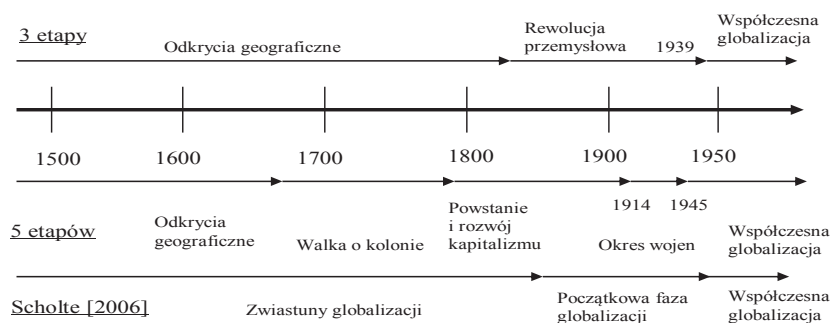 3 etapy
Odkrycia geograficzne
Rewolucja
przemysłowa
1939
Współczesna
globalizacja
1500 1600 1700 1800 1900 1950
1914 1945
5 etapów
Odkrycia
geograficzne
Walka o kolonie
Powstanie
i rozwój
kapitalizmu
Okres wojen
Współczesna
globalizacja
Scholte [2006]
Zwiastuny globalizacji
Początkowa faza
globalizacji
Współczesna
globalizacja